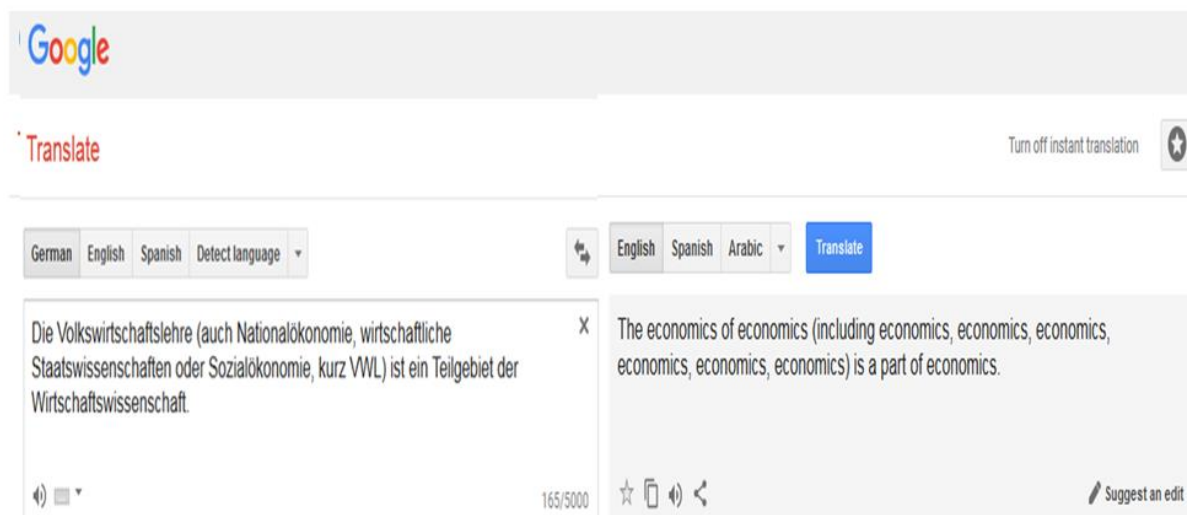 Google
Translate
Turn off instant translation
German English Spanish Detect language
English Spanish Arabic Translate
Die Volkswirtschaftslehre (auch Nationalökonomie, wirtschaftliche
Staatswissenschaften oder Sozialökonomie, kurz VWL) ist ein Teilgebiet der
Wirtschaftswissenschaft.
165/5000
The economics of economics (including economics, economics, economics,
economics, economics, economics) is a part of economics.
Suggest an edit